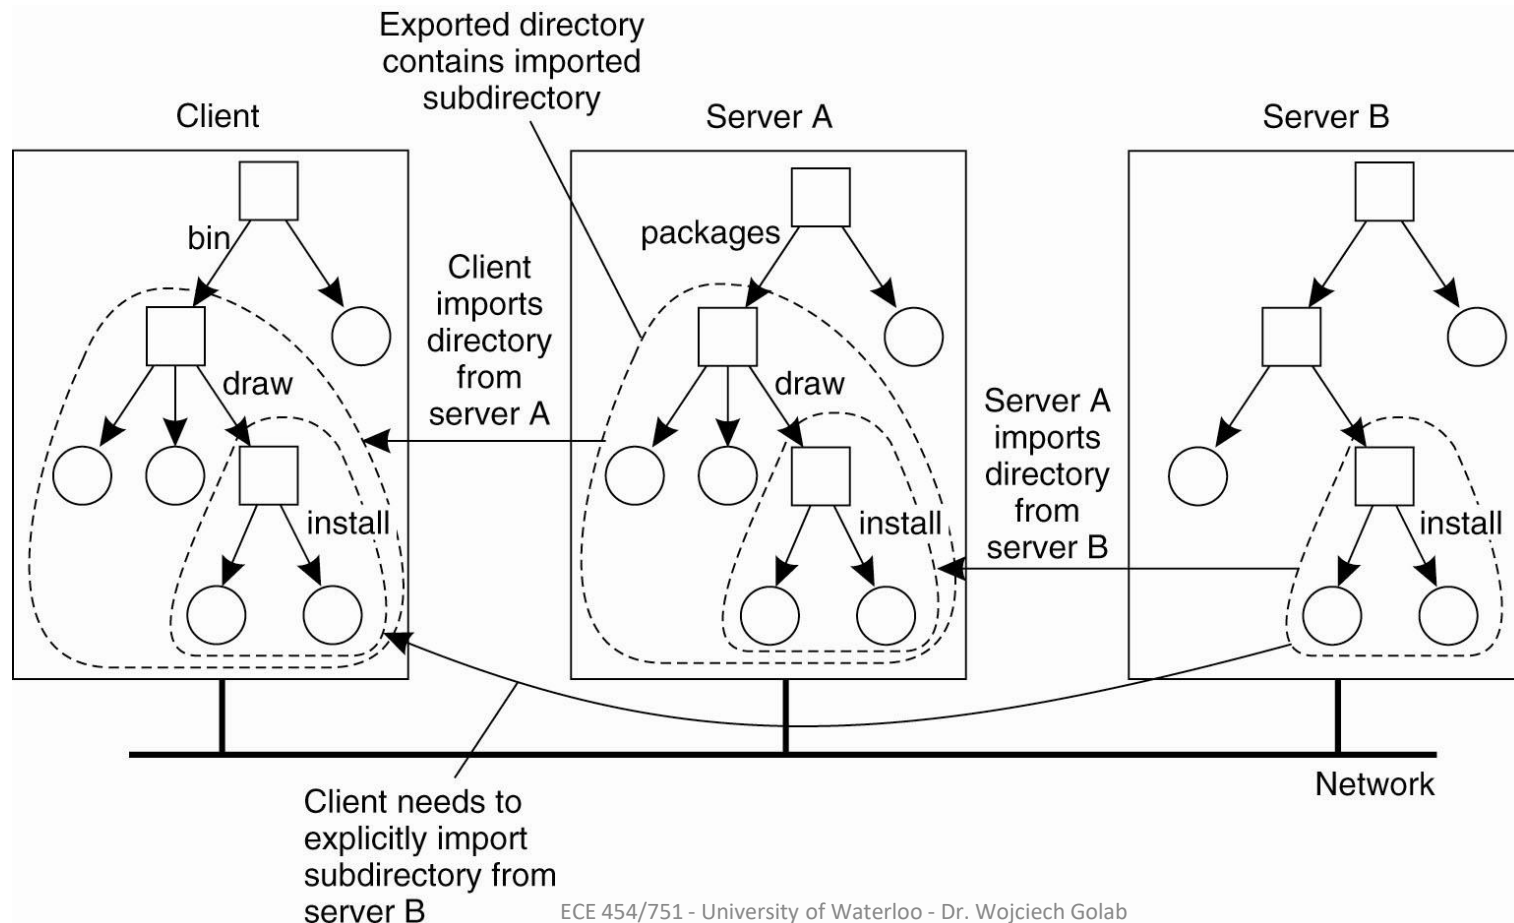 Exported directory
contains imported
subdirectory
Client
Server A
Server B
bin
packages
Client
imports
directory
from
server A
draw
draw
Server A
imports
directory
from
server B
install
install
install
Network
Client needs to
explicitly import
subdirectory from
server B
ECE 454/751 - University of Waterloo - Dr. Wojciech Golab